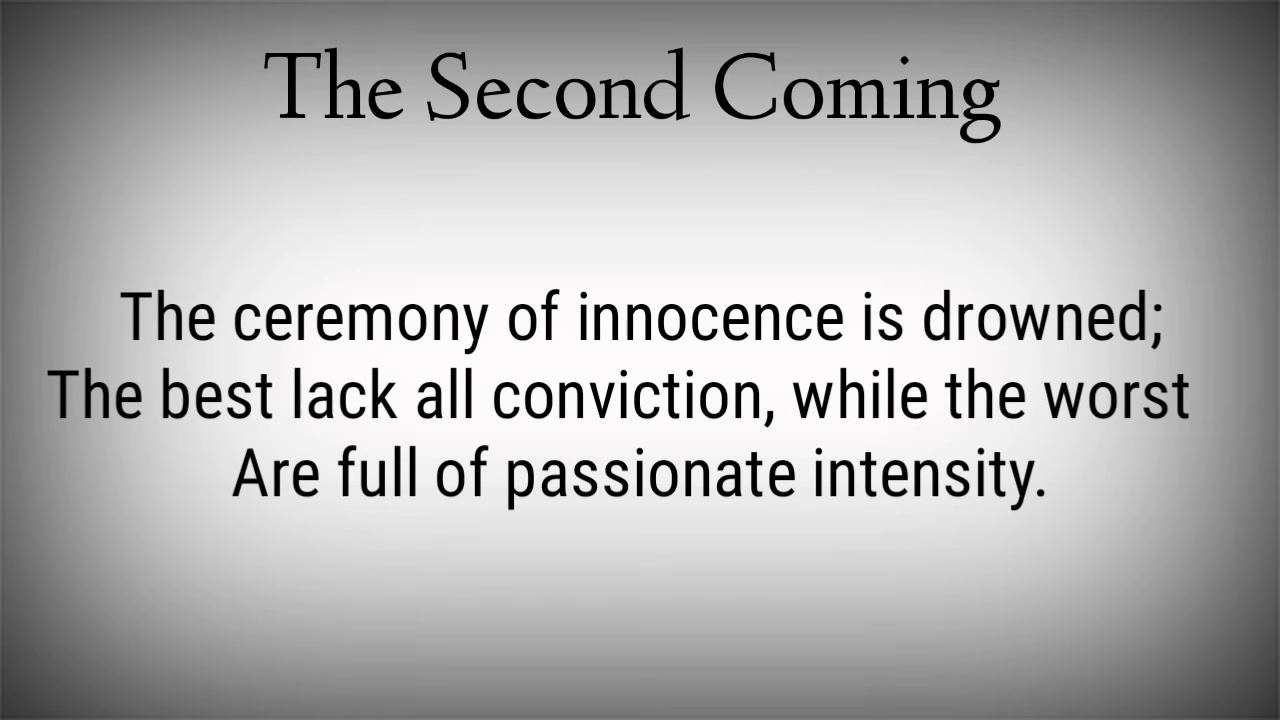 The Second Coming
The ceremony of innocence is drowned;
The best lack all conviction, while the worst
Are full of passionate intensity.